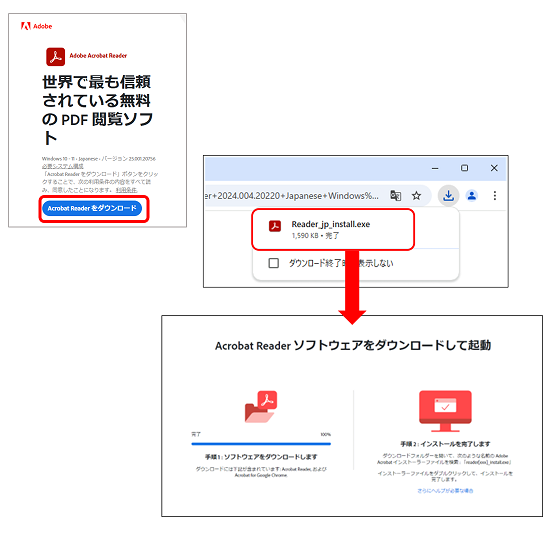 Adobe
Adobe Acrobat Reader
世界で最も信頼
されている無料
の PDF 閲覧ソフ
ト
Windows 10 - 11 • Japanese • バージョン 25.001.20756
必要システム構成
「Acrobat Reader をダウンロード」ボタンをクリッ
クすることで、次の利用条件の内容をすべて読
み、同意したことになります。利用条件.
Acrobat Reader をダウンロード
er+2024.004.20220+Japanese+Windows%...
Reader_jp_install.exe
1,590 KB • 完了
ダウンロード終了時 表示しない
Acrobat Reader ソフトウェアをダウンロードして起動
完了 100%
手順 1 : ソフトウェアをダウンロードします
ダウンロードには下記が含まれています: Acrobat Reader, および
Acrobat for Google Chrome
手順 2 : インストールを完了します
ダウンロードフォルダーを開いて、次のような名前の Adobe
Acrobat インストーラーファイルを検索 :「reader[xxx]_install.exe」
インストーラーファイルをダブルクリックして、インストールを
完了します。
さらにヘルプが必要な場合